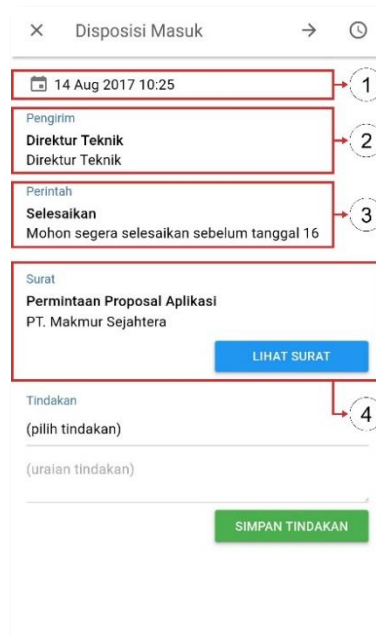 Disposisi Masuk
14 Aug 2017 10:25
1
Pengirim
Direktur Teknik
Direktur Teknik
2
Perintah
Selesaikan
Mohon segera selesaikan sebelum tanggal 16
3
Surat
Permintaan Proposal Aplikasi
PT. Makmur Sejahtera
LIHAT SURAT
4
Tindakan
(pilih tindakan)
(uraian tindakan)
SIMPAN TINDAKAN